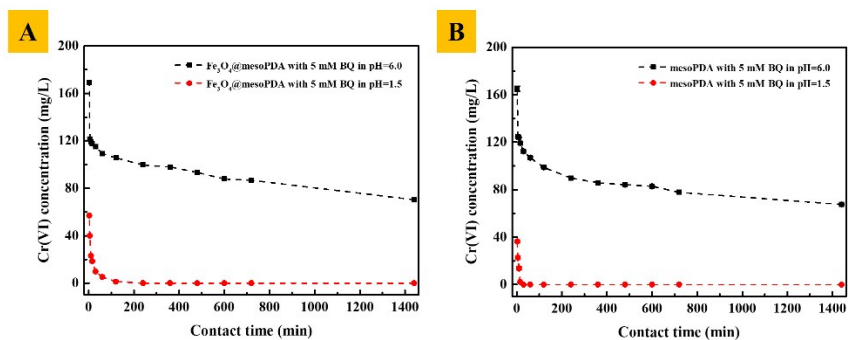 A
Cr(VI) concentration (mg/L)
200
160
120
80
40
0
Fe₃O₄@mesoPDA with 5 mM BQ in pH=6.0
Fe₃O₄@mesoPDA with 5 mM BQ in pH=1.5
0 200 400 600 800 1000 1200 1400
Contact time (min)
B
Cr(VI) concentration (mg/L)
200
160
120
80
40
0
mesoPDA with 5 mM BQ in pH=6.0
mesoPDA with 5 mM BQ in pH=1.5
0 200 400 600 800 1000 1200 1400
Contact time (min)